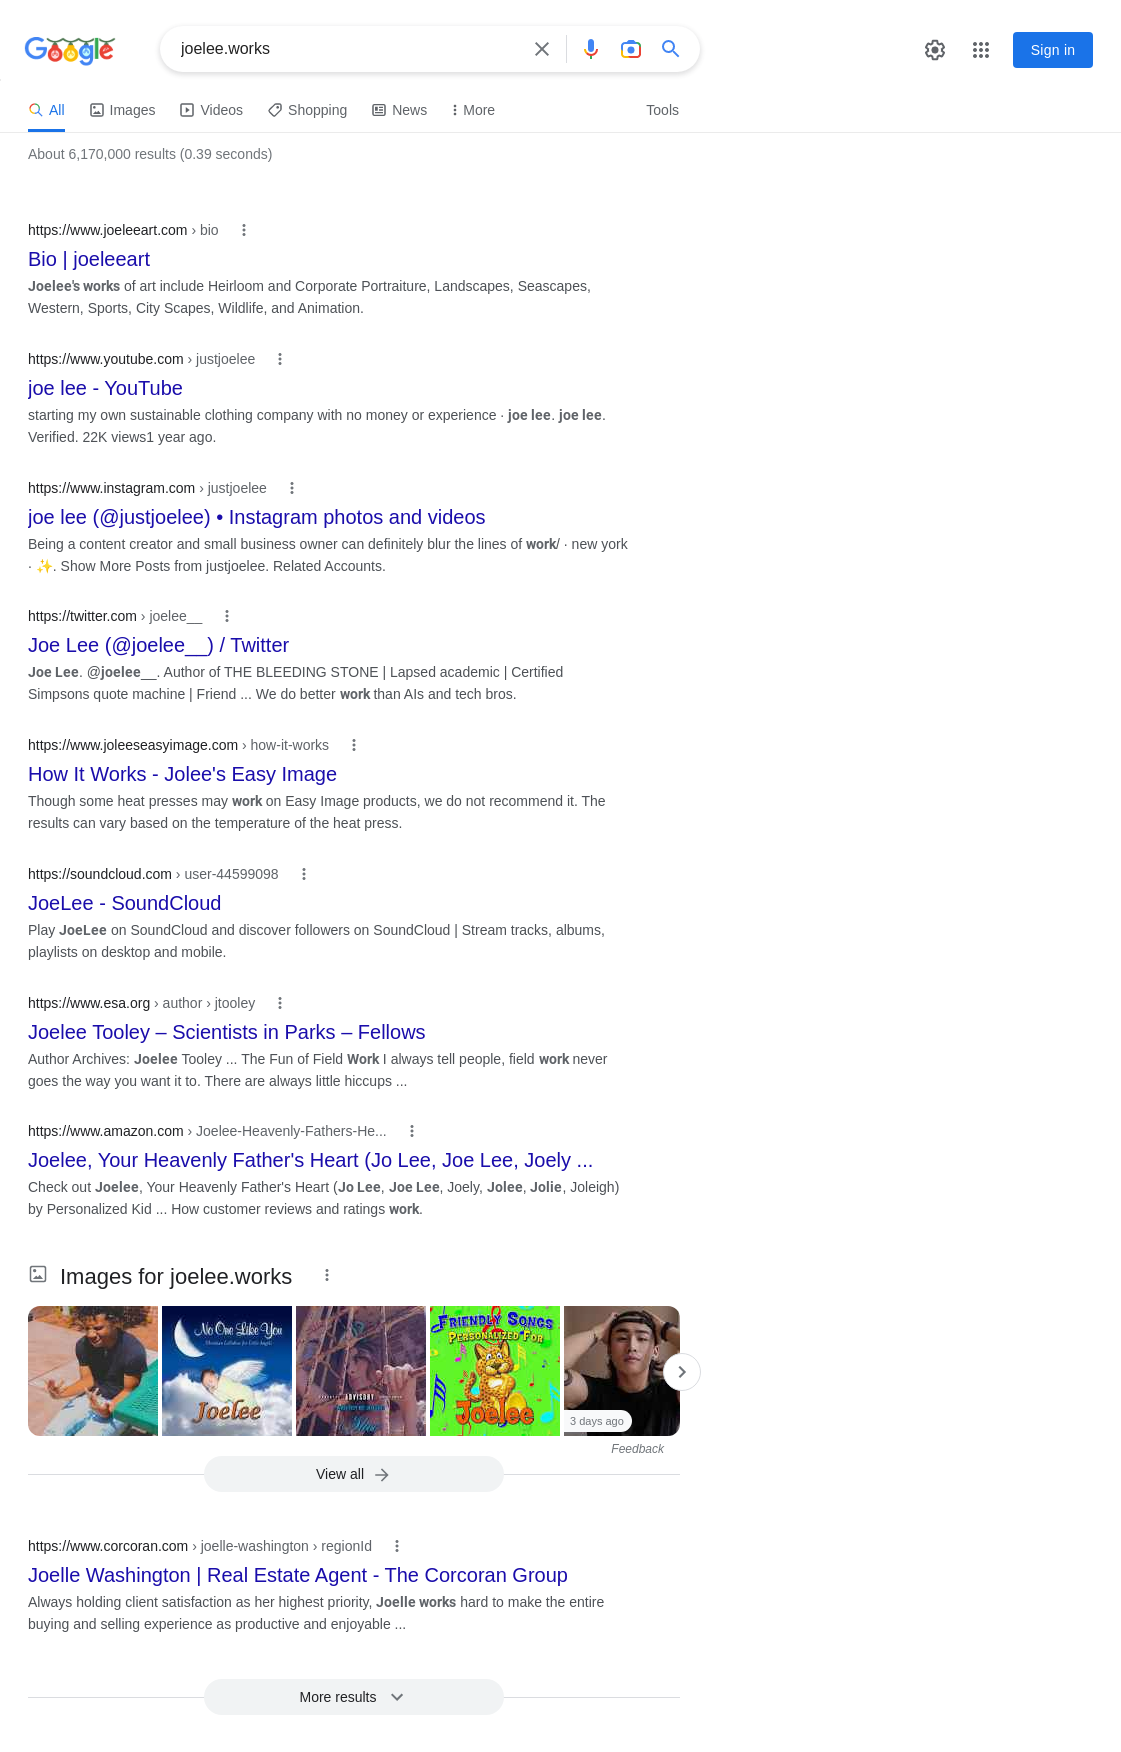 Google
joelee.works
Sign in
All
Images
Videos
Shopping
News
More
Tools
About 6,170,000 results (0.39 seconds)
https://www.joeleeart.com › bio
Bio | joeleeart
Joelee's works of art include Heirloom and Corporate Portraiture, Landscapes, Seascapes,
Western, Sports, City Scapes, Wildlife, and Animation.
https://www.youtube.com › justjoelee
joe lee - YouTube
starting my own sustainable clothing company with no money or experience · joe lee. joe lee.
Verified. 22K views1 year ago.
https://www.instagram.com › justjoelee
joe lee (@justjoelee) • Instagram photos and videos
Being a content creator and small business owner can definitely blur the lines of work/ · new york
· ✨. Show More Posts from justjoelee. Related Accounts.
https://twitter.com › joelee__
Joe Lee (@joelee__) / Twitter
Joe Lee. @joelee__. Author of THE BLEEDING STONE | Lapsed academic | Certified
Simpsons quote machine | Friend ... We do better work than AIs and tech bros.
https://www.joleeseasyimage.com › how-it-works
How It Works - Jolee's Easy Image
Though some heat presses may work on Easy Image products, we do not recommend it. The
results can vary based on the temperature of the heat press.
https://soundcloud.com › user-44599098
JoeLee - SoundCloud
Play JoeLee on SoundCloud and discover followers on SoundCloud | Stream tracks, albums,
playlists on desktop and mobile.
https://www.esa.org › author › jtooley
Joelee Tooley – Scientists in Parks – Fellows
Author Archives: Joelee Tooley ... The Fun of Field Work I always tell people, field work never
goes the way you want it to. There are always little hiccups ...
https://www.amazon.com › Joelee-Heavenly-Fathers-He...
Joelee, Your Heavenly Father's Heart (Jo Lee, Joe Lee, Joely ...
Check out Joelee, Your Heavenly Father's Heart (Jo Lee, Joe Lee, Joely, Jolee, Jolie, Joleigh)
by Personalized Kid ... How customer reviews and ratings work.
Images for joelee.works
No One Like You
Joelee
ADVISORY
FRIENDLY SONGS
PERSONALIZED FOR
Joelee
3 days ago
Feedback
View all
https://www.corcoran.com › joelle-washington › regionId
Joelle Washington | Real Estate Agent - The Corcoran Group
Always holding client satisfaction as her highest priority, Joelle works hard to make the entire
buying and selling experience as productive and enjoyable ...
More results